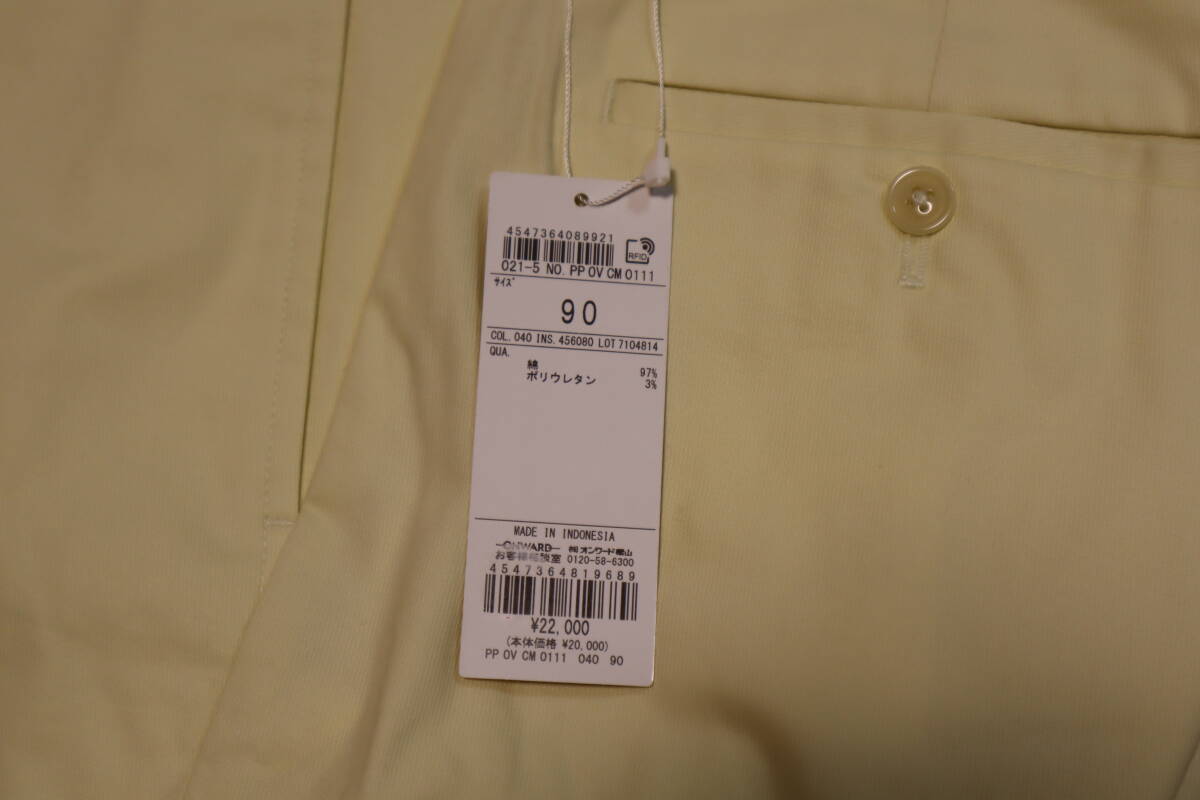 4547364089921
RFID
021-5 NO. PP OV CM 0111
サイズ
90
COL. 040 INS. 456080 LOT 7104814
QUA.
綿 97%
ポリウレタン 3%
MADE IN INDONESIA
ONWARD ㈱オンワード樫山
お客様相談室 0120-58-6300
4547364819689
¥22,000
(本体価格 ¥20,000)
PP OV CM 0111 040 90